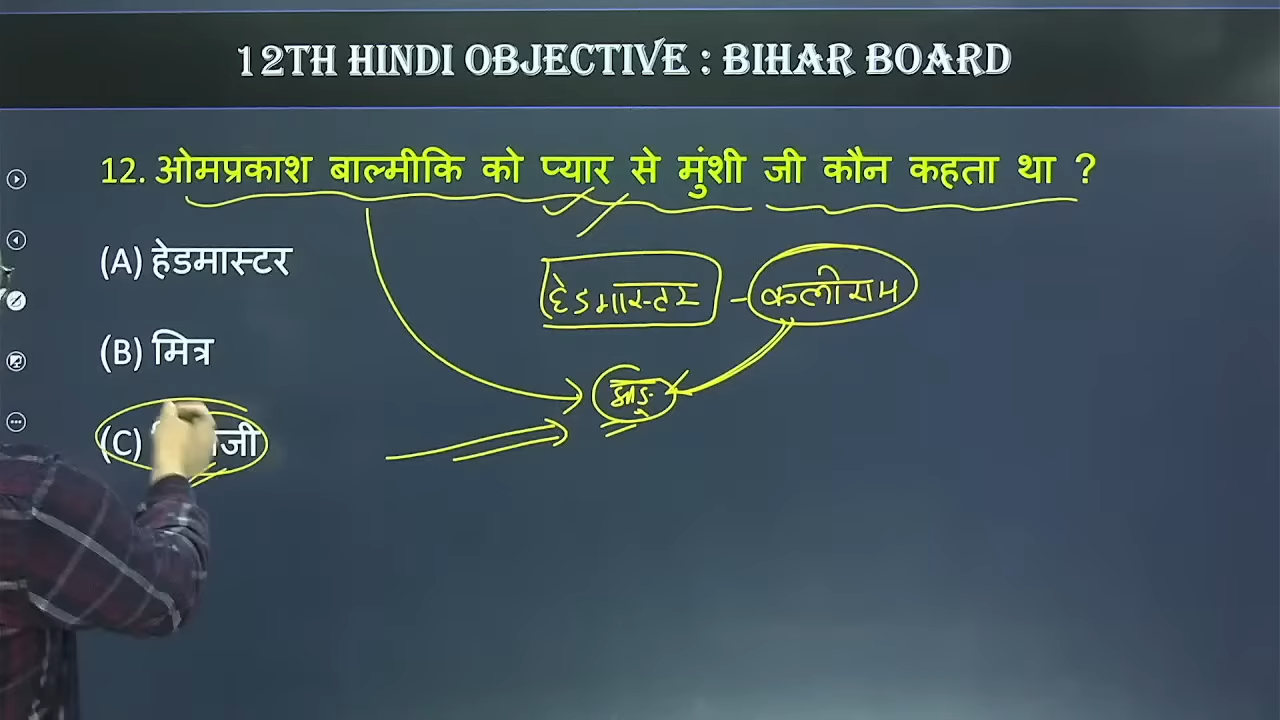 12TH HINDI OBJECTIVE : BIHAR BOARD
12. ओमप्रकाश बाल्मीकि को प्यार से मुंशी जी कौन कहता था ?
(A) हेडमास्टर
हेडमास्टर - कलीराम
(B) मित्र
झाड़ू
(C)